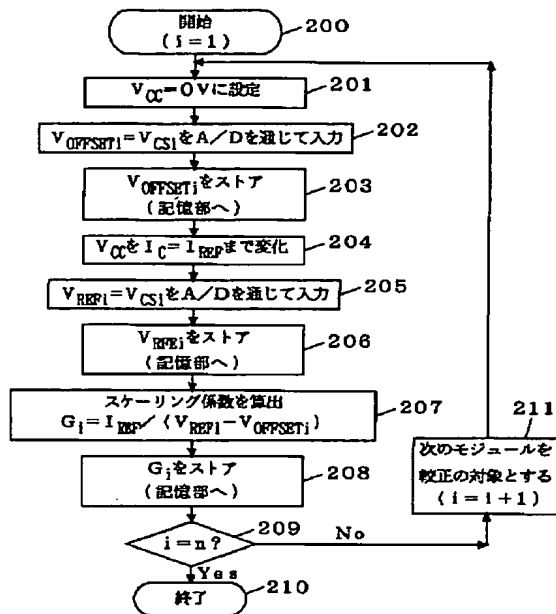 開始
(i=1)
200
V_CC=0Vに設定
201
V_OFFSETi=V_CSiをA/Dを通じて入力
202
V_OFFSETiをストア
(記憶部へ)
203
V_CCをI_C=I_REFまで変化
204
V_REFi=V_CSiをA/Dを通じて入力
205
V_RFEiをストア
(記憶部へ)
206
スケーリング係数を算出
G_i=I_REF/(V_REFi-V_OFFSETi)
207
G_iをストア
(記憶部へ)
208
i=n?
209
No
Yes
終了
210
211
次のモジュールを
較正の対象とする
(i=i+1)